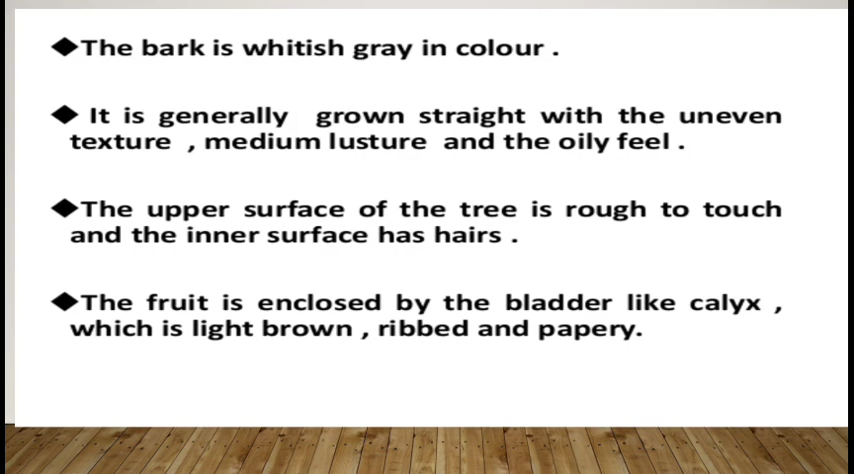 ◆The bark is whitish gray in colour .
◆ It is generally grown straight with the uneven
texture , medium lusture and the oily feel .
◆The upper surface of the tree is rough to touch
and the inner surface has hairs .
◆The fruit is enclosed by the bladder like calyx ,
which is light brown , ribbed and papery.